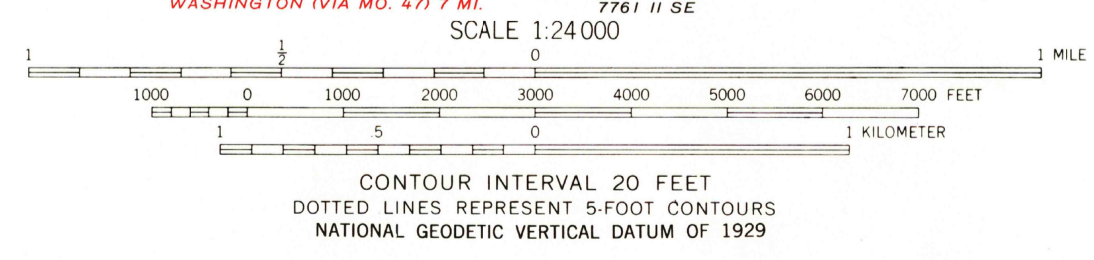 WASHINGTON (VIA MO. 47) 7 MI.
7761 II SE
SCALE 1:24 000
1 1/2 0 1 MILE
1000 0 1000 2000 3000 4000 5000 6000 7000 FEET
1 .5 0 1 KILOMETER
CONTOUR INTERVAL 20 FEET
DOTTED LINES REPRESENT 5-FOOT CONTOURS
NATIONAL GEODETIC VERTICAL DATUM OF 1929